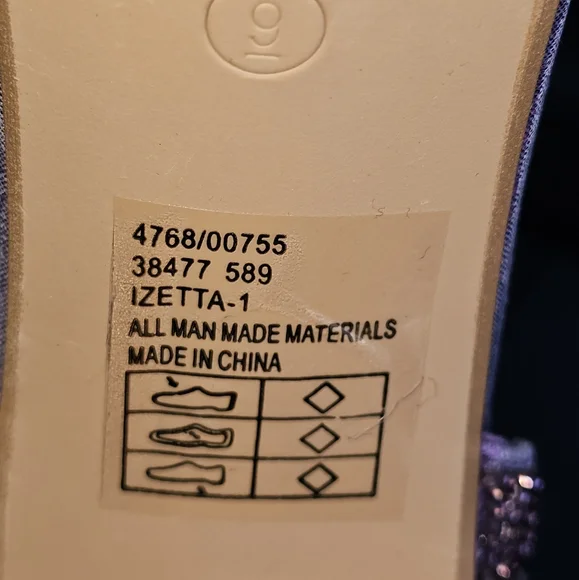 9
4768/00755
38477 589
IZETTA-1
ALL MAN MADE MATERIALS
MADE IN CHINA